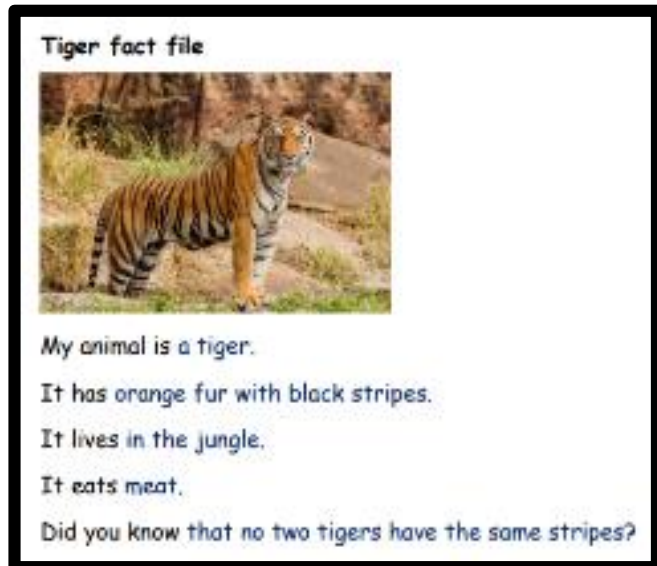 Tiger fact file
My animal is a tiger.
It has orange fur with black stripes.
It lives in the jungle.
It eats meat.
Did you know that no two tigers have the same stripes?